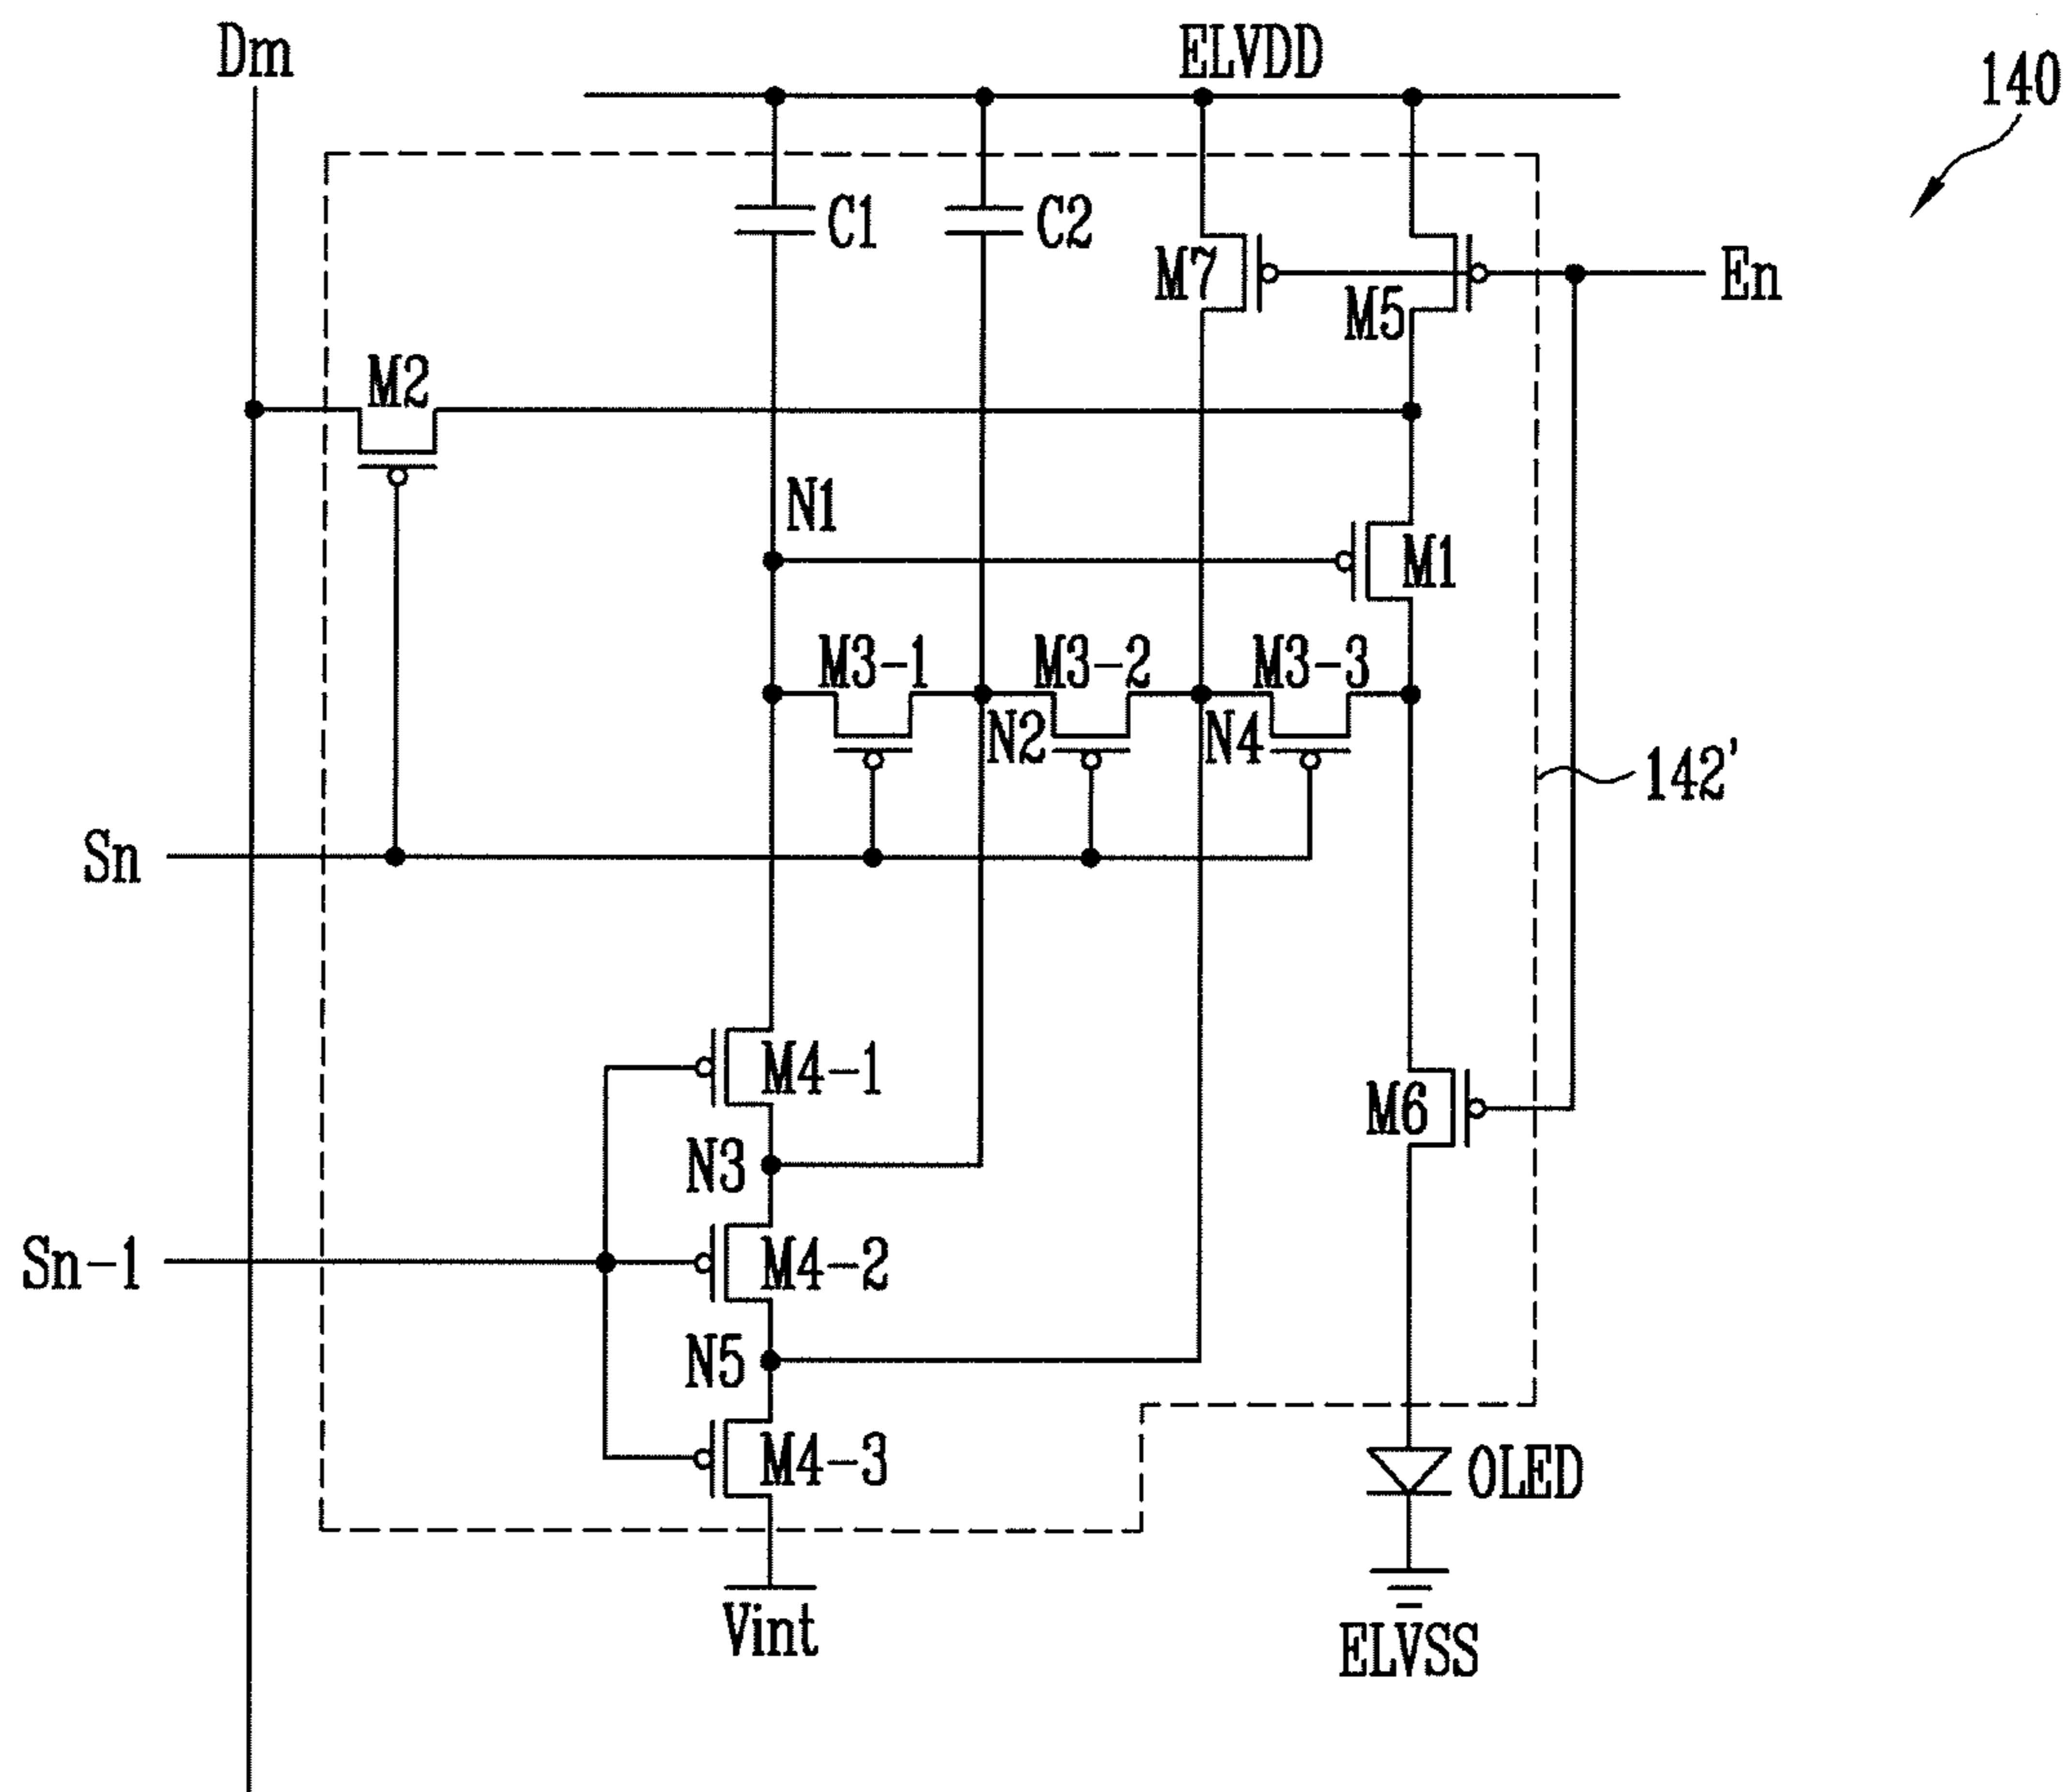 Dm
ELVDD
140
C1
C2
M7
M5
En
M2
N1
M1
M3-1
M3-2
M3-3
N2
N4
142'
Sn
M4-1
M6
N3
Sn-1
M4-2
N5
M4-3
OLED
Vint
ELVSS